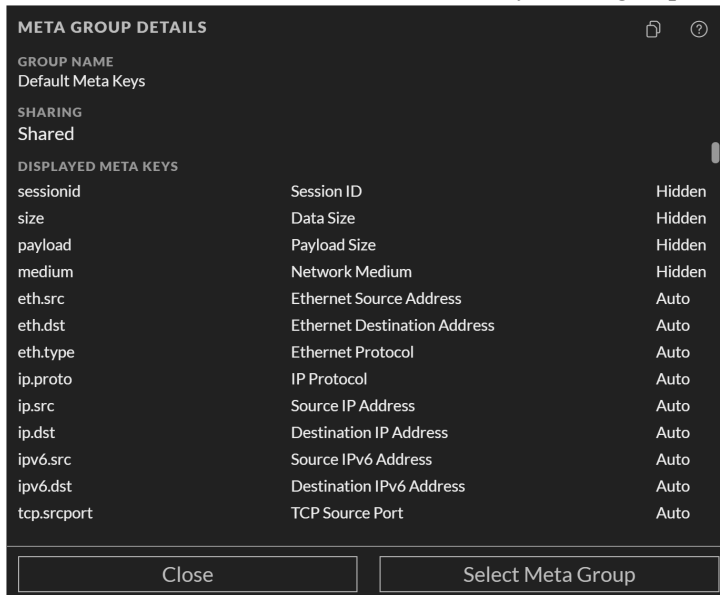 META GROUP DETAILS
GROUP NAME
Default Meta Keys
SHARING
Shared
DISPLAYED META KEYS
sessionid Session ID Hidden
size Data Size Hidden
payload Payload Size Hidden
medium Network Medium Hidden
eth.src Ethernet Source Address Auto
eth.dst Ethernet Destination Address Auto
eth.type Ethernet Protocol Auto
ip.proto IP Protocol Auto
ip.src Source IP Address Auto
ip.dst Destination IP Address Auto
ipv6.src Source IPv6 Address Auto
ipv6.dst Destination IPv6 Address Auto
tcp.srcport TCP Source Port Auto
Close Select Meta Group